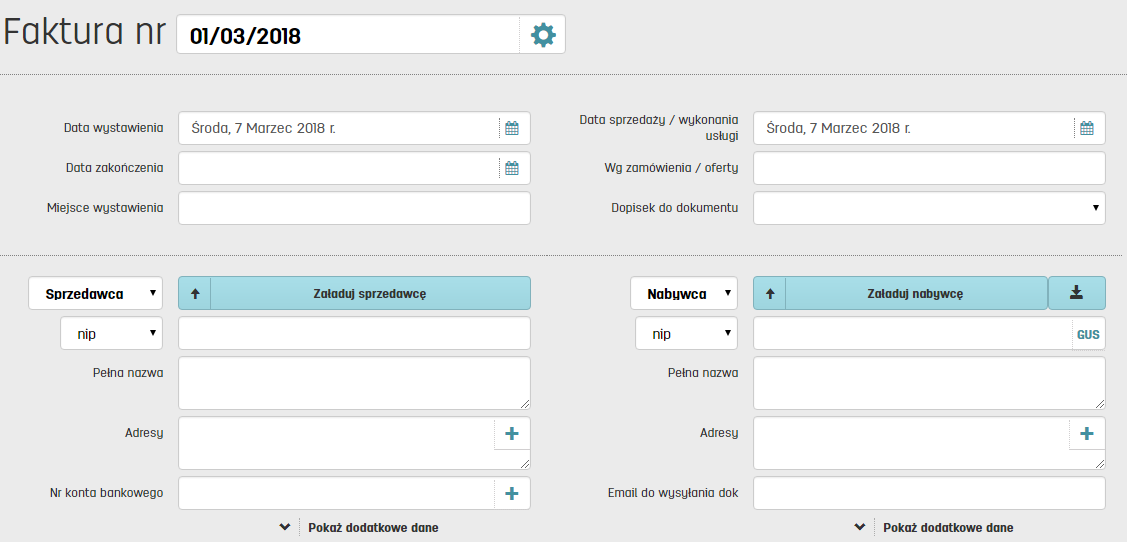 Faktura nr 01/03/2018
Data wystawienia Środa, 7 Marzec 2018 r.
Data sprzedaży / wykonania
usługi Środa, 7 Marzec 2018 r.
Data zakończenia
Wg zamówienia / oferty
Miejsce wystawienia
Dopisek do dokumentu
Sprzedawca Załaduj sprzedawcę
Nabywca Załaduj nabywcę
nip
nip GUS
Pełna nazwa
Pełna nazwa
Adresy
Adresy
Nr konta bankowego
Email do wysyłania dok
Pokaż dodatkowe dane
Pokaż dodatkowe dane